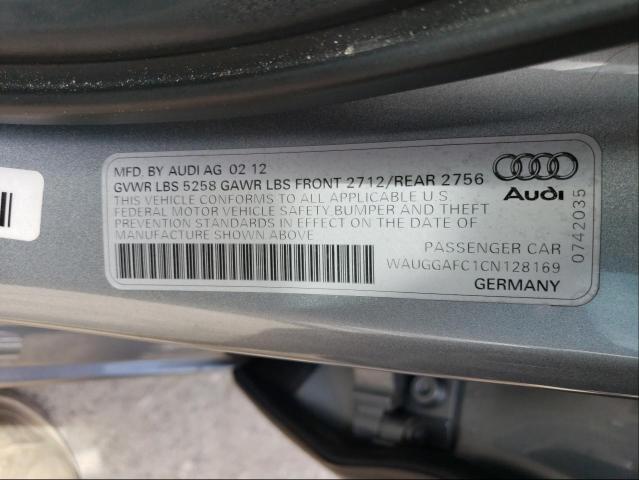 MFD. BY AUDI AG 02 12
GVWR LBS 5258 GAWR LBS FRONT 2712/REAR 2756
THIS VEHICLE CONFORMS TO ALL APPLICABLE U.S
FEDERAL MOTOR VEHICLE SAFETY,BUMPER AND THEFT
PREVENTION STANDARDS IN EFFECT ON THE DATE OF
MANUFACTURE SHOWN ABOVE
PASSENGER CAR
WAUGGAFC1CN128169
GERMANY
Audi
0742035